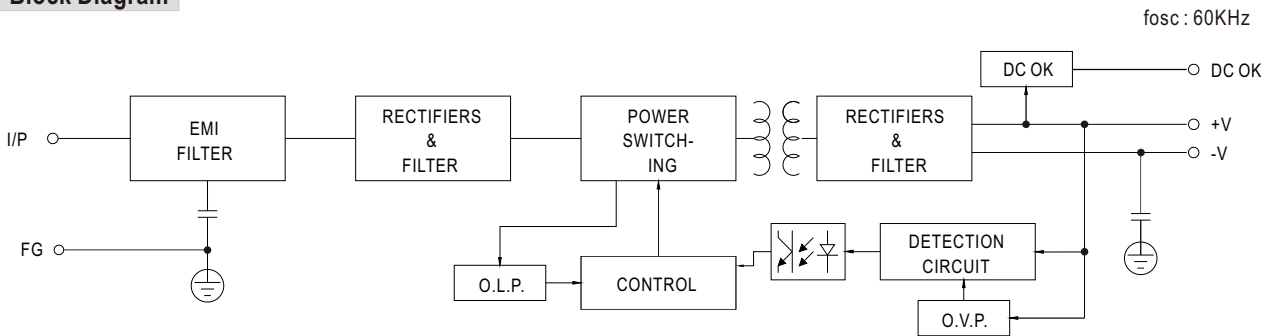 Block Diagram
fosc : 60KHz
DC OK
DC OK
I/P
EMI
FILTER
RECTIFIERS
&
FILTER
POWER
SWITCH-
ING
RECTIFIERS
&
FILTER
+V
-V
FG
O.L.P.
CONTROL
DETECTION
CIRCUIT
O.V.P.